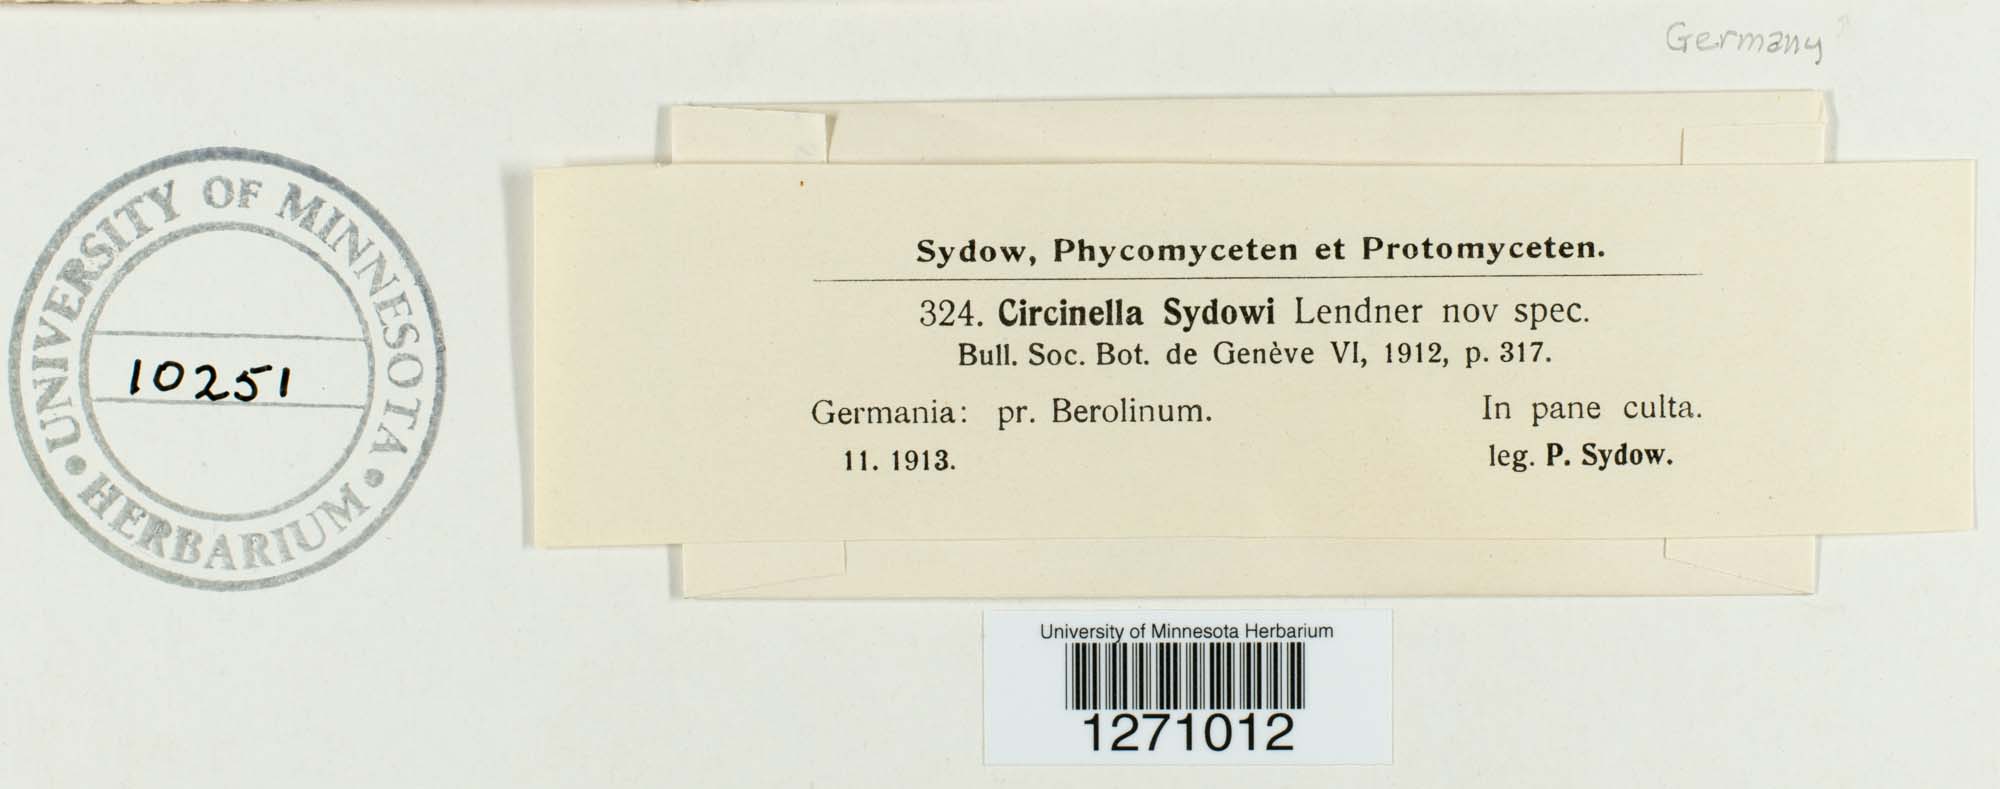 Germany
UNIVERSITY OF MINNESOTA
• HERBARIUM •
10251
Sydow, Phycomyceten et Protomyceten.
324. Circinella Sydowi Lendner nov spec.
Bull. Soc. Bot. de Genève VI, 1912, p. 317.
Germania: pr. Berolinum. In pane culta.
11. 1913. leg. P. Sydow.
University of Minnesota Herbarium
1271012